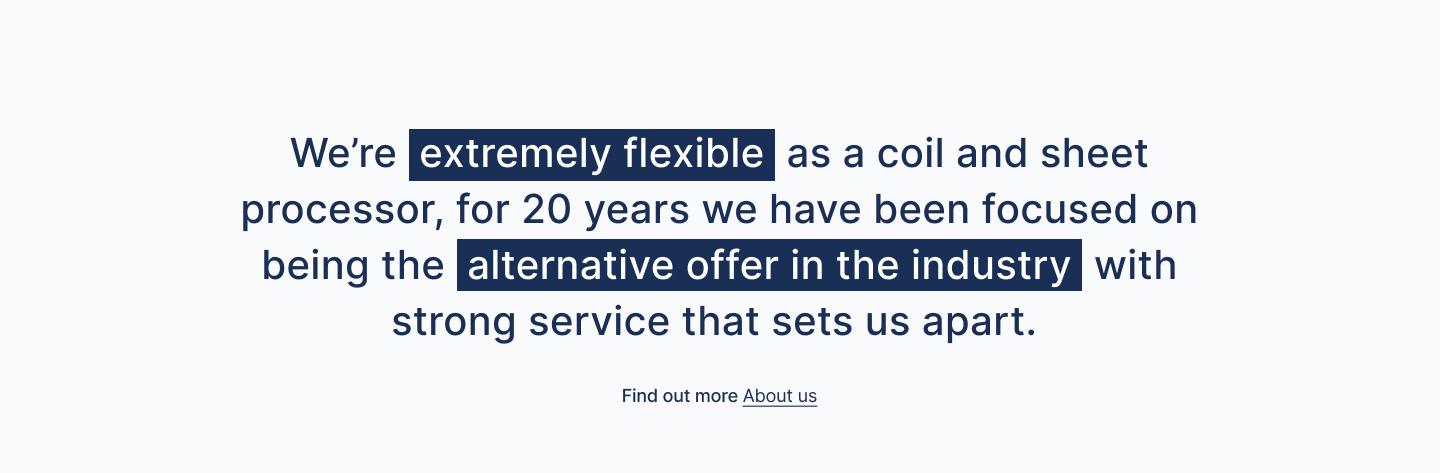 We’re extremely flexible as a coil and sheet
processor, for 20 years we have been focused on
being the alternative offer in the industry with
strong service that sets us apart.
Find out more About us